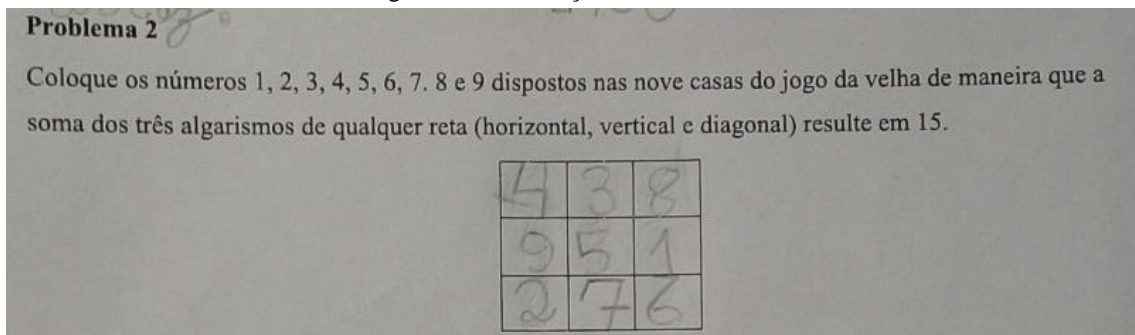 Problema 2
Coloque os números 1, 2, 3, 4, 5, 6, 7. 8 e 9 dispostos nas nove casas do jogo da velha de maneira que a
soma dos três algarismos de qualquer reta (horizontal, vertical e diagonal) resulte em 15.
4 3 8
9 5 1
2 7 6